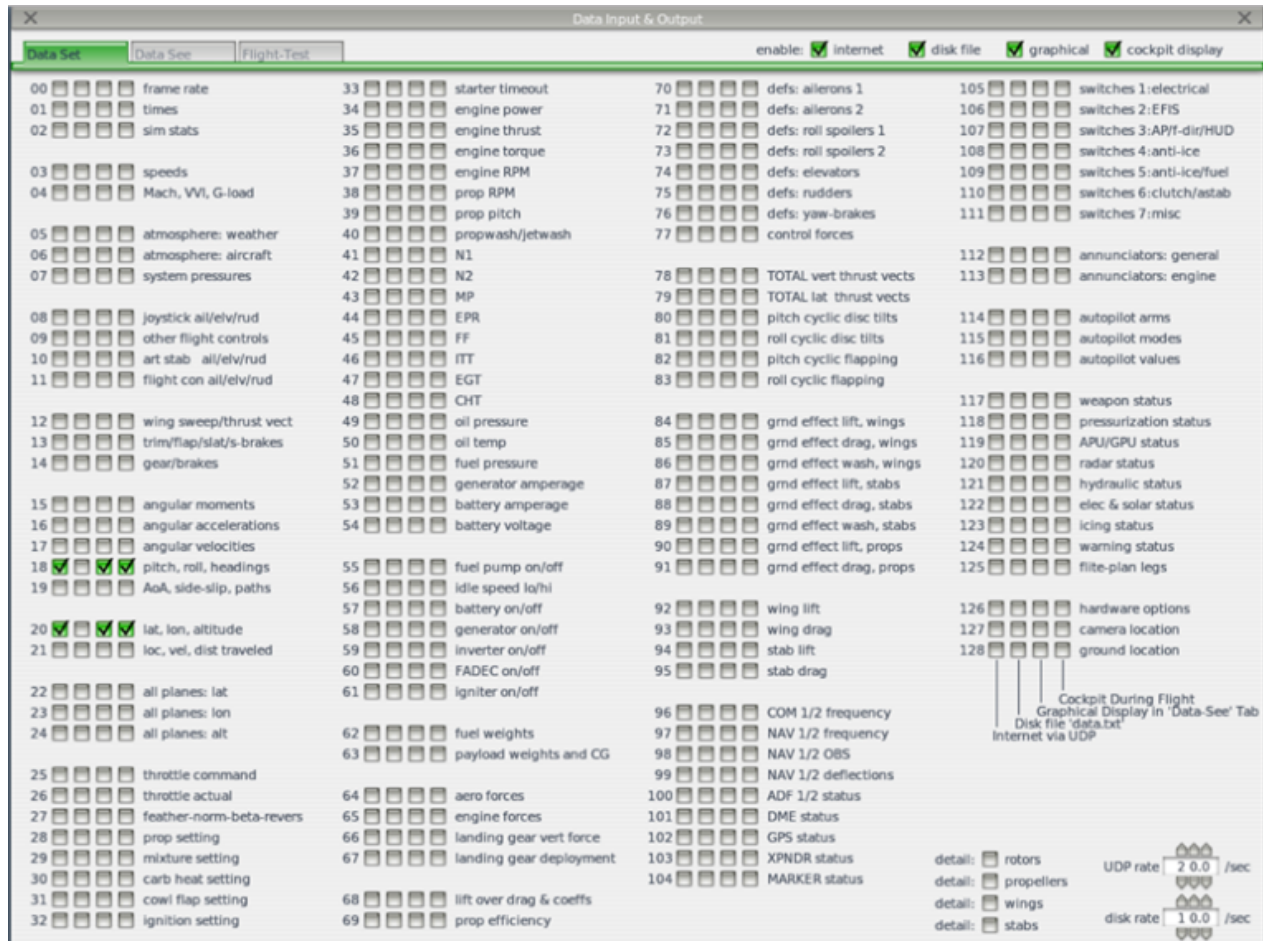 Data Input & Output
Data Set Data See Flight-Test enable: internet disk file graphical cockpit display
00 frame rate
01 times
02 sim stats
03 speeds
04 Mach, VVI, G-load
05 atmosphere: weather
06 atmosphere: aircraft
07 system pressures
08 joystick ail/elv/rud
09 other flight controls
10 art stab ail/elv/rud
11 flight con ail/elv/rud
12 wing sweep/thrust vect
13 trim/flap/slat/s-brakes
14 gear/brakes
15 angular moments
16 angular accelerations
17 angular velocities
18 pitch, roll, headings
19 AoA, side-slip, paths
20 lat, lon, altitude
21 loc, vel, dist traveled
22 all planes: lat
23 all planes: lon
24 all planes: alt
25 throttle command
26 throttle actual
27 feather-norm-beta-revers
28 prop setting
29 mixture setting
30 carb heat setting
31 cowl flap setting
32 ignition setting
33 starter timeout
34 engine power
35 engine thrust
36 engine torque
37 engine RPM
38 prop RPM
39 prop pitch
40 propwash/jetwash
41 N1
42 N2
43 MP
44 EPR
45 FF
46 ITT
47 EGT
48 CHT
49 oil pressure
50 oil temp
51 fuel pressure
52 generator amperage
53 battery amperage
54 battery voltage
55 fuel pump on/off
56 idle speed lo/hi
57 battery on/off
58 generator on/off
59 inverter on/off
60 FADEC on/off
61 igniter on/off
62 fuel weights
63 payload weights and CG
64 aero forces
65 engine forces
66 landing gear vert force
67 landing gear deployment
68 lift over drag & coeffs
69 prop efficiency
70 defs: ailerons 1
71 defs: ailerons 2
72 defs: roll spoilers 1
73 defs: roll spoilers 2
74 defs: elevators
75 defs: rudders
76 defs: yaw-brakes
77 control forces
78 TOTAL vert thrust vects
79 TOTAL lat thrust vects
80 pitch cyclic disc tilts
81 roll cyclic disc tilts
82 pitch cyclic flapping
83 roll cyclic flapping
84 grnd effect lift, wings
85 grnd effect drag, wings
86 grnd effect wash, wings
87 grnd effect lift, stabs
88 grnd effect drag, stabs
89 grnd effect wash, stabs
90 grnd effect lift, props
91 grnd effect drag, props
92 wing lift
93 wing drag
94 stab lift
95 stab drag
96 COM 1/2 frequency
97 NAV 1/2 frequency
98 NAV 1/2 OBS
99 NAV 1/2 deflections
100 ADF 1/2 status
101 DME status
102 GPS status
103 XPNDR status
104 MARKER status
105 switches 1:electrical
106 switches 2:EFIS
107 switches 3:AP/f-dir/HUD
108 switches 4:anti-ice
109 switches 5:anti-ice/fuel
110 switches 6:clutch/astab
111 switches 7:misc
112 annunciators: general
113 annunciators: engine
114 autopilot arms
115 autopilot modes
116 autopilot values
117 weapon status
118 pressurization status
119 APU/GPU status
120 radar status
121 hydraulic status
122 elec & solar status
123 icing status
124 warning status
125 flite-plan legs
126 hardware options
127 camera location
128 ground location
Cockpit During Flight
Graphical Display in 'Data-See' Tab
Disk file 'data.txt'
Internet via UDP
detail: rotors
detail: propellers
detail: wings
detail: stabs
UDP rate 20.0 /sec
disk rate 10.0 /sec